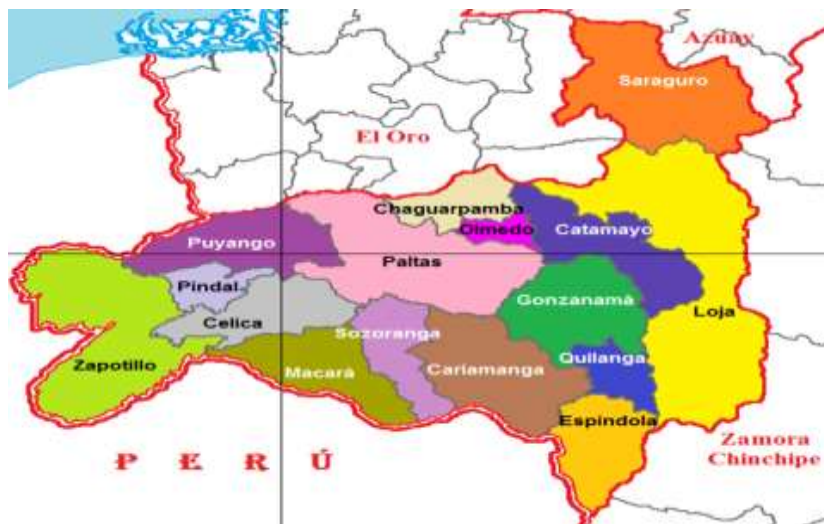 Azuay
Saraguro
El Oro
Chaguarpamba
Olmedo
Puyango
Catamayo
Paltas
Pindal
Gonzanamá
Celica
Loja
Sozoranga
Zapotillo
Quilanga
Macará
Cariamanga
Espindola
Zamora
Chinchipe
PERÚ